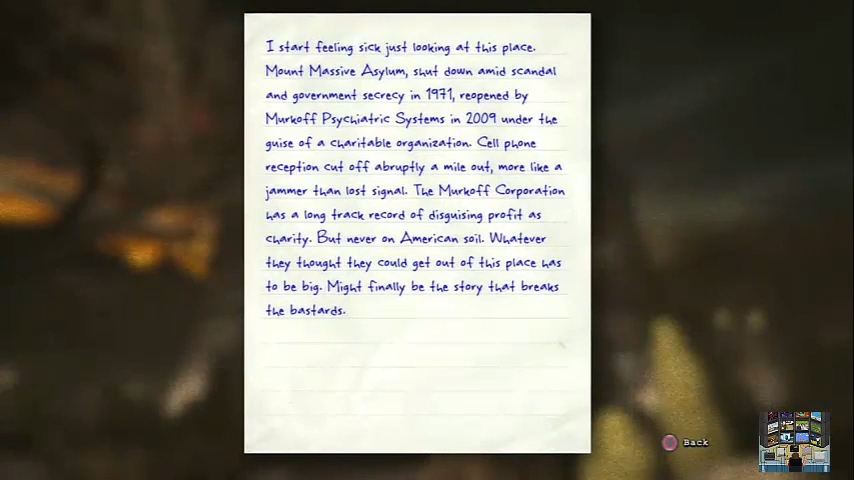 I start feeling sick just looking at this place.
Mount Massive Asylum, shut down amid scandal
and government secrecy in 1971, reopened by
Murkoff Psychiatric Systems in 2009 under the
guise of a charitable organization. Cell phone
reception cut off abruptly a mile out, more like a
jammer than lost signal. The Murkoff Corporation
has a long track record of disguising profit as
charity. But never on American soil. Whatever
they thought they could get out of this place has
to be big. Might finally be the story that breaks
the bastards.
Back